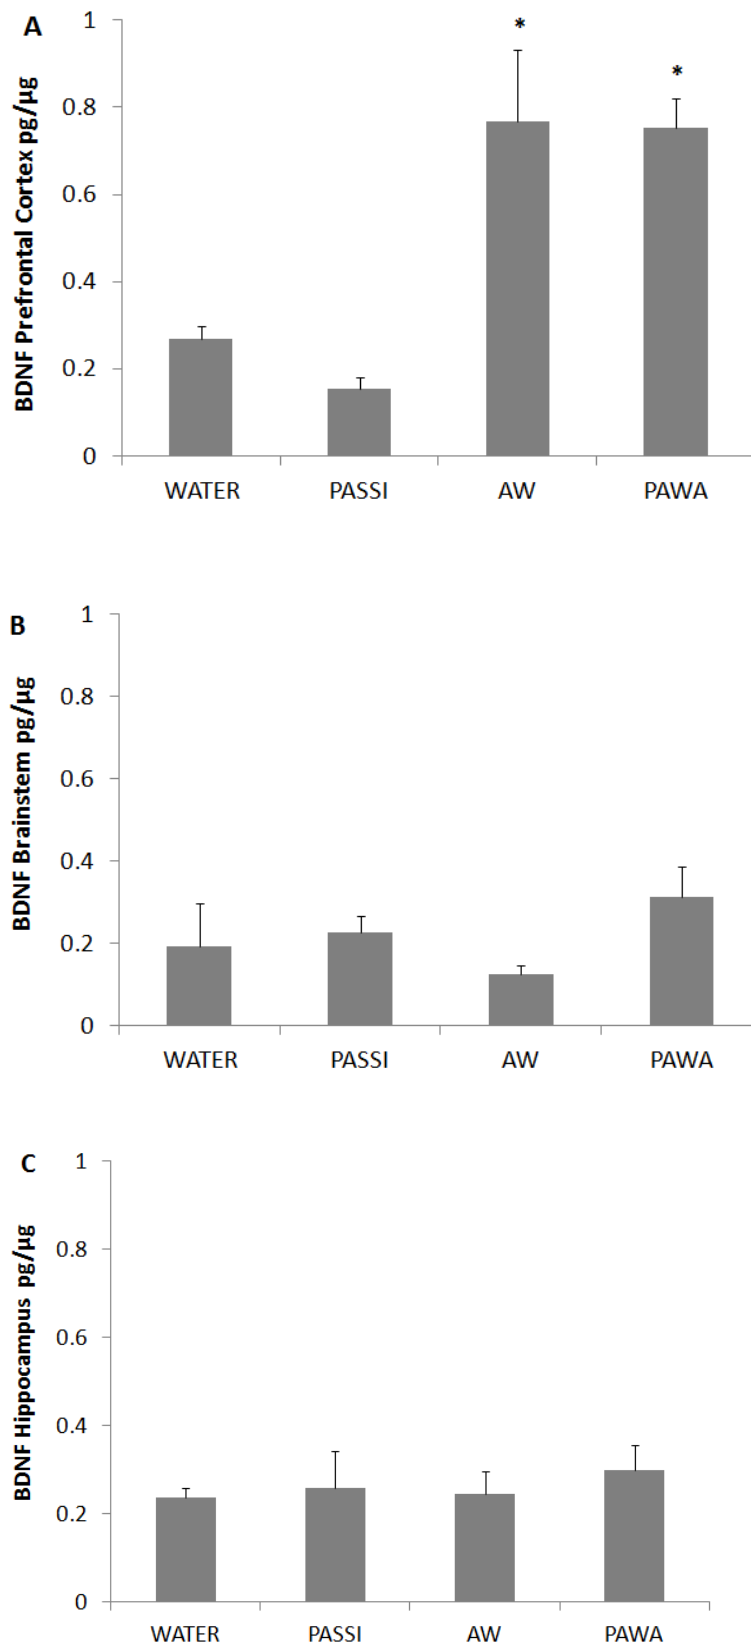 A
BDNF Prefrontal Cortex pg/µg
1
0.8
0.6
0.4
0.2
0
* *
WATER PASSI AW PAWA
B
BDNF Brainstem pg/µg
1
0.8
0.6
0.4
0.2
0
WATER PASSI AW PAWA
C
BDNF Hippocampus pg/µg
1
0.8
0.6
0.4
0.2
0
WATER PASSI AW PAWA